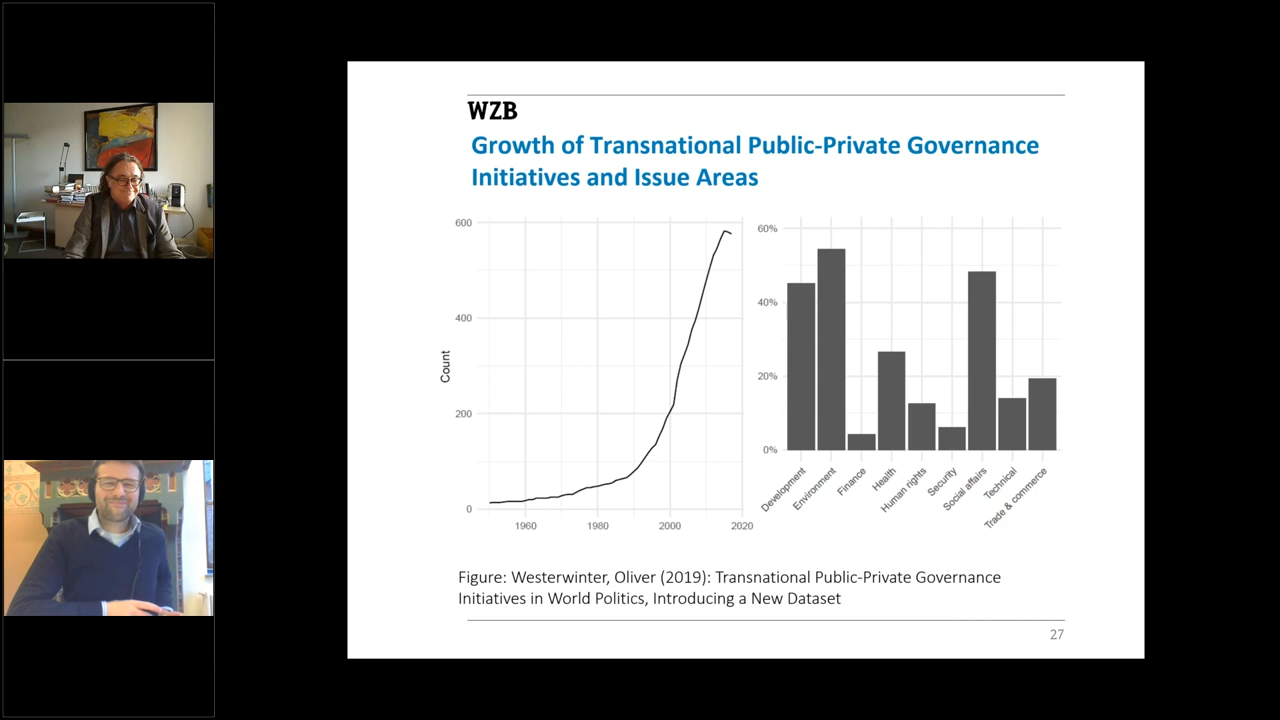 WZB
Growth of Transnational Public-Private Governance
Initiatives and Issue Areas
600
400
200
0
Count
1960
1980
2000
2020
60%
40%
20%
0%
Development
Environment
Finance
Health
Human rights
Security
Social affairs
Technical
Trade & commerce
Figure: Westerwinter, Oliver (2019): Transnational Public-Private Governance
Initiatives in World Politics, Introducing a New Dataset
27